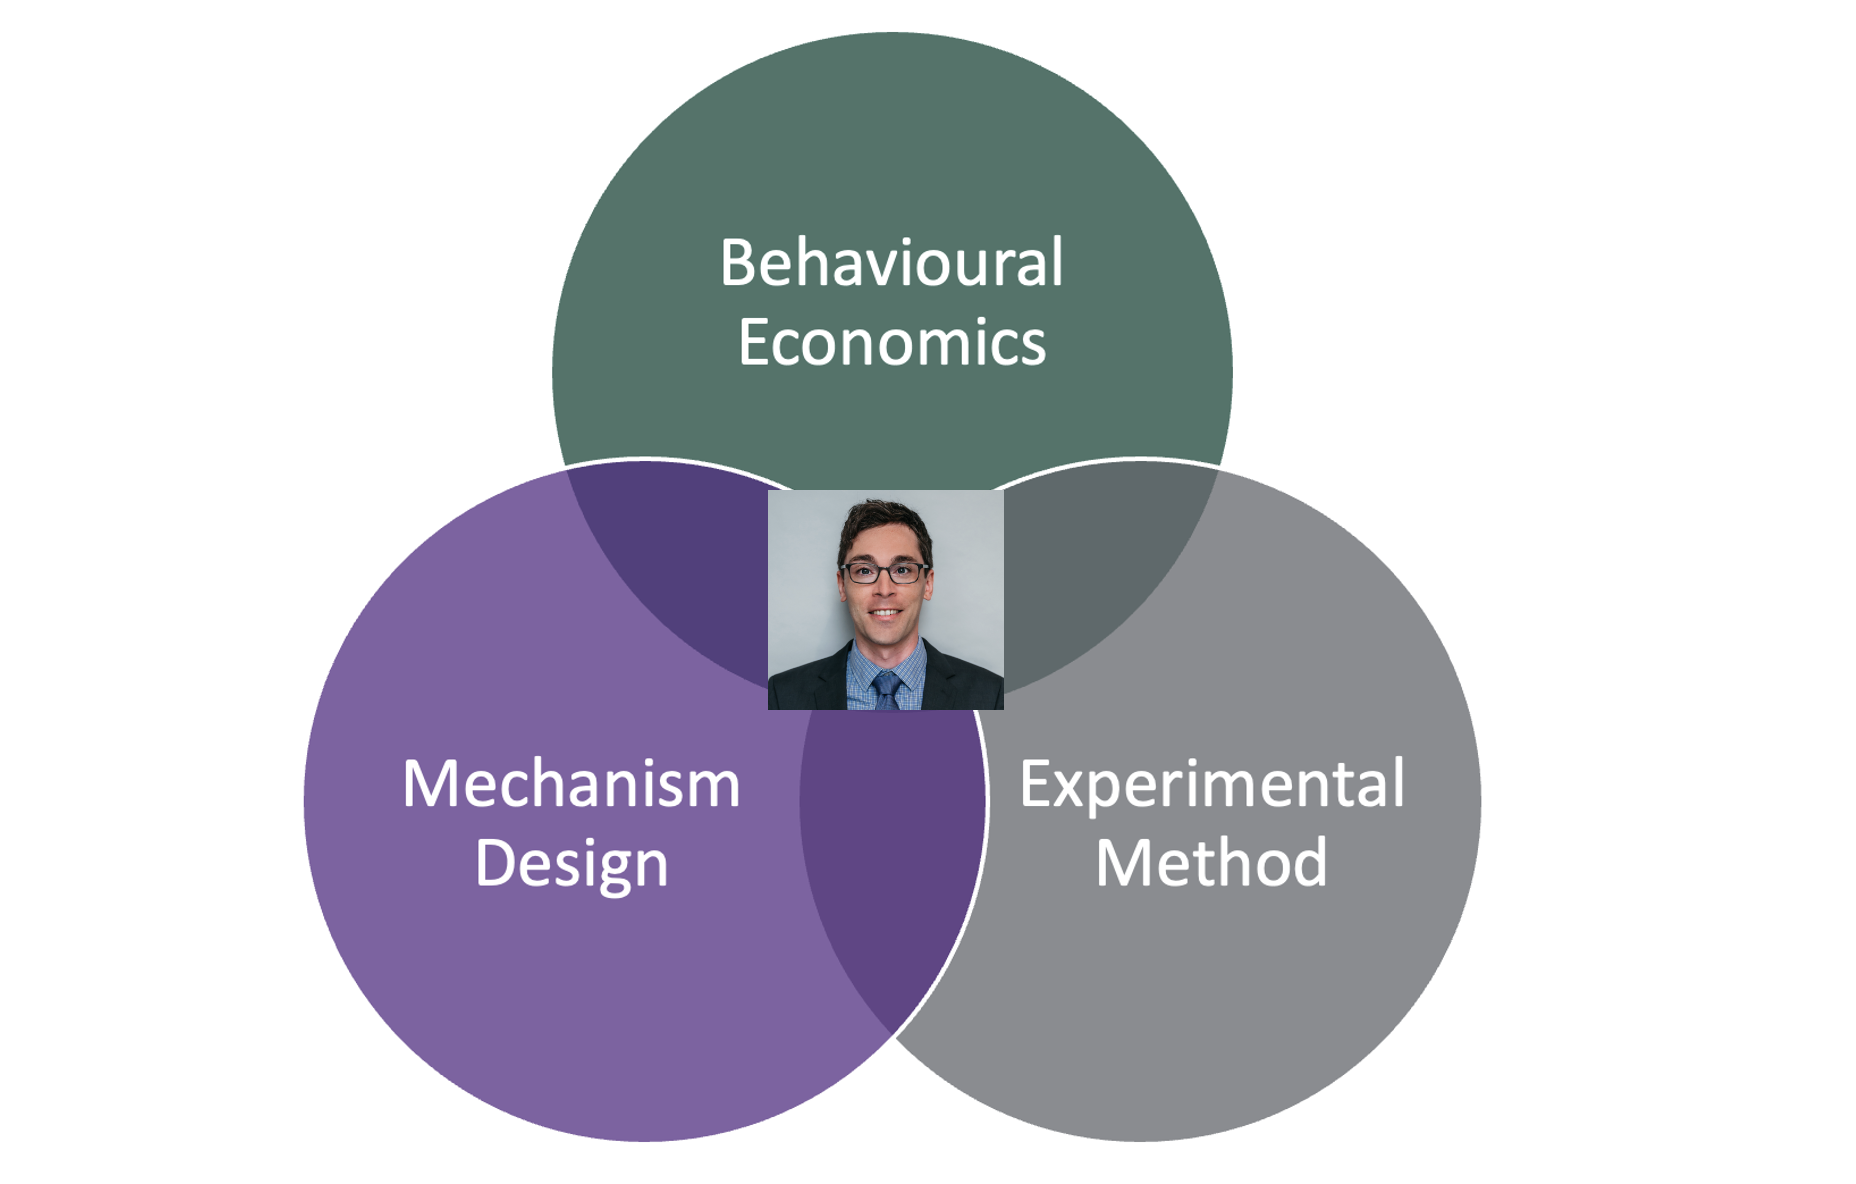 Behavioural
Economics
Mechanism
Design
Experimental
Method